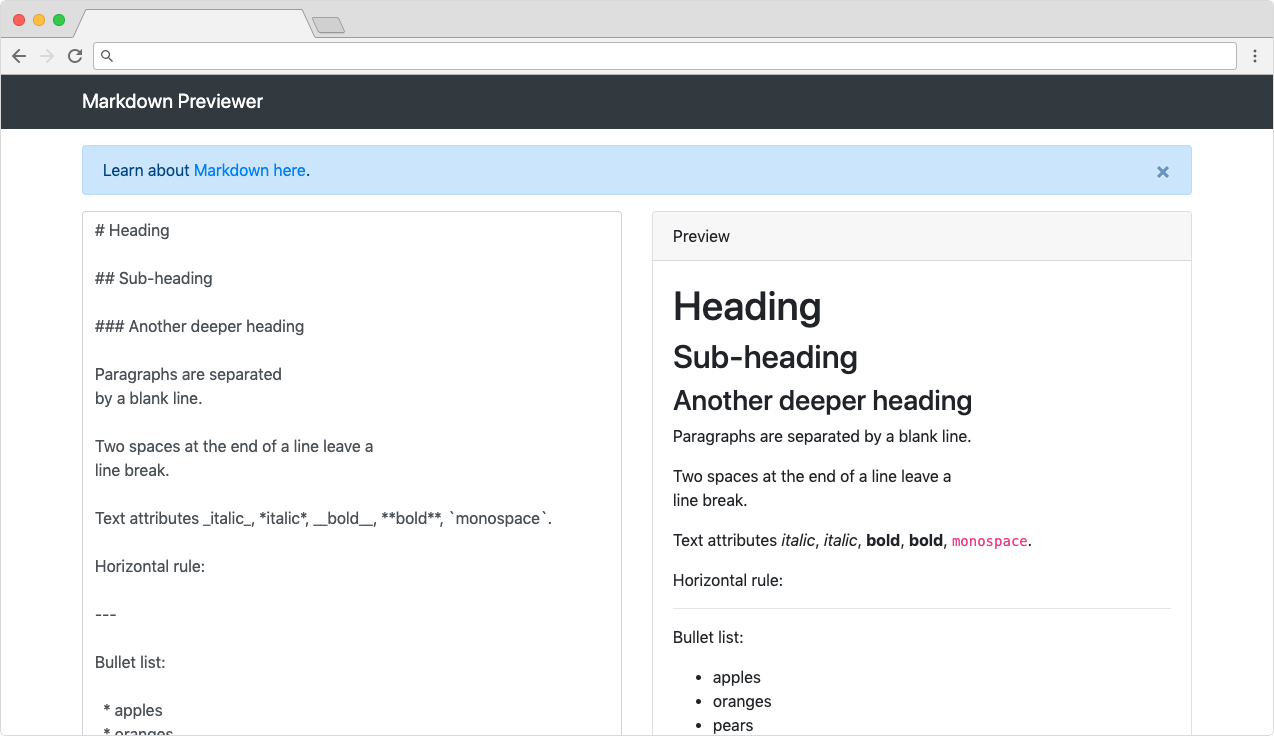 Markdown Previewer
Learn about Markdown here.
×
# Heading
## Sub-heading
### Another deeper heading
Paragraphs are separated
by a blank line.
Two spaces at the end of a line leave a
line break.
Text attributes _italic_, *italic*, __bold__, **bold**, `monospace`.
Horizontal rule:
---
Bullet list:
* apples
* oranges
Preview
Heading
Sub-heading
Another deeper heading
Paragraphs are separated by a blank line.
Two spaces at the end of a line leave a
line break.
Text attributes italic, italic, bold, bold, monospace.
Horizontal rule:
Bullet list:
• apples
• oranges
• pears